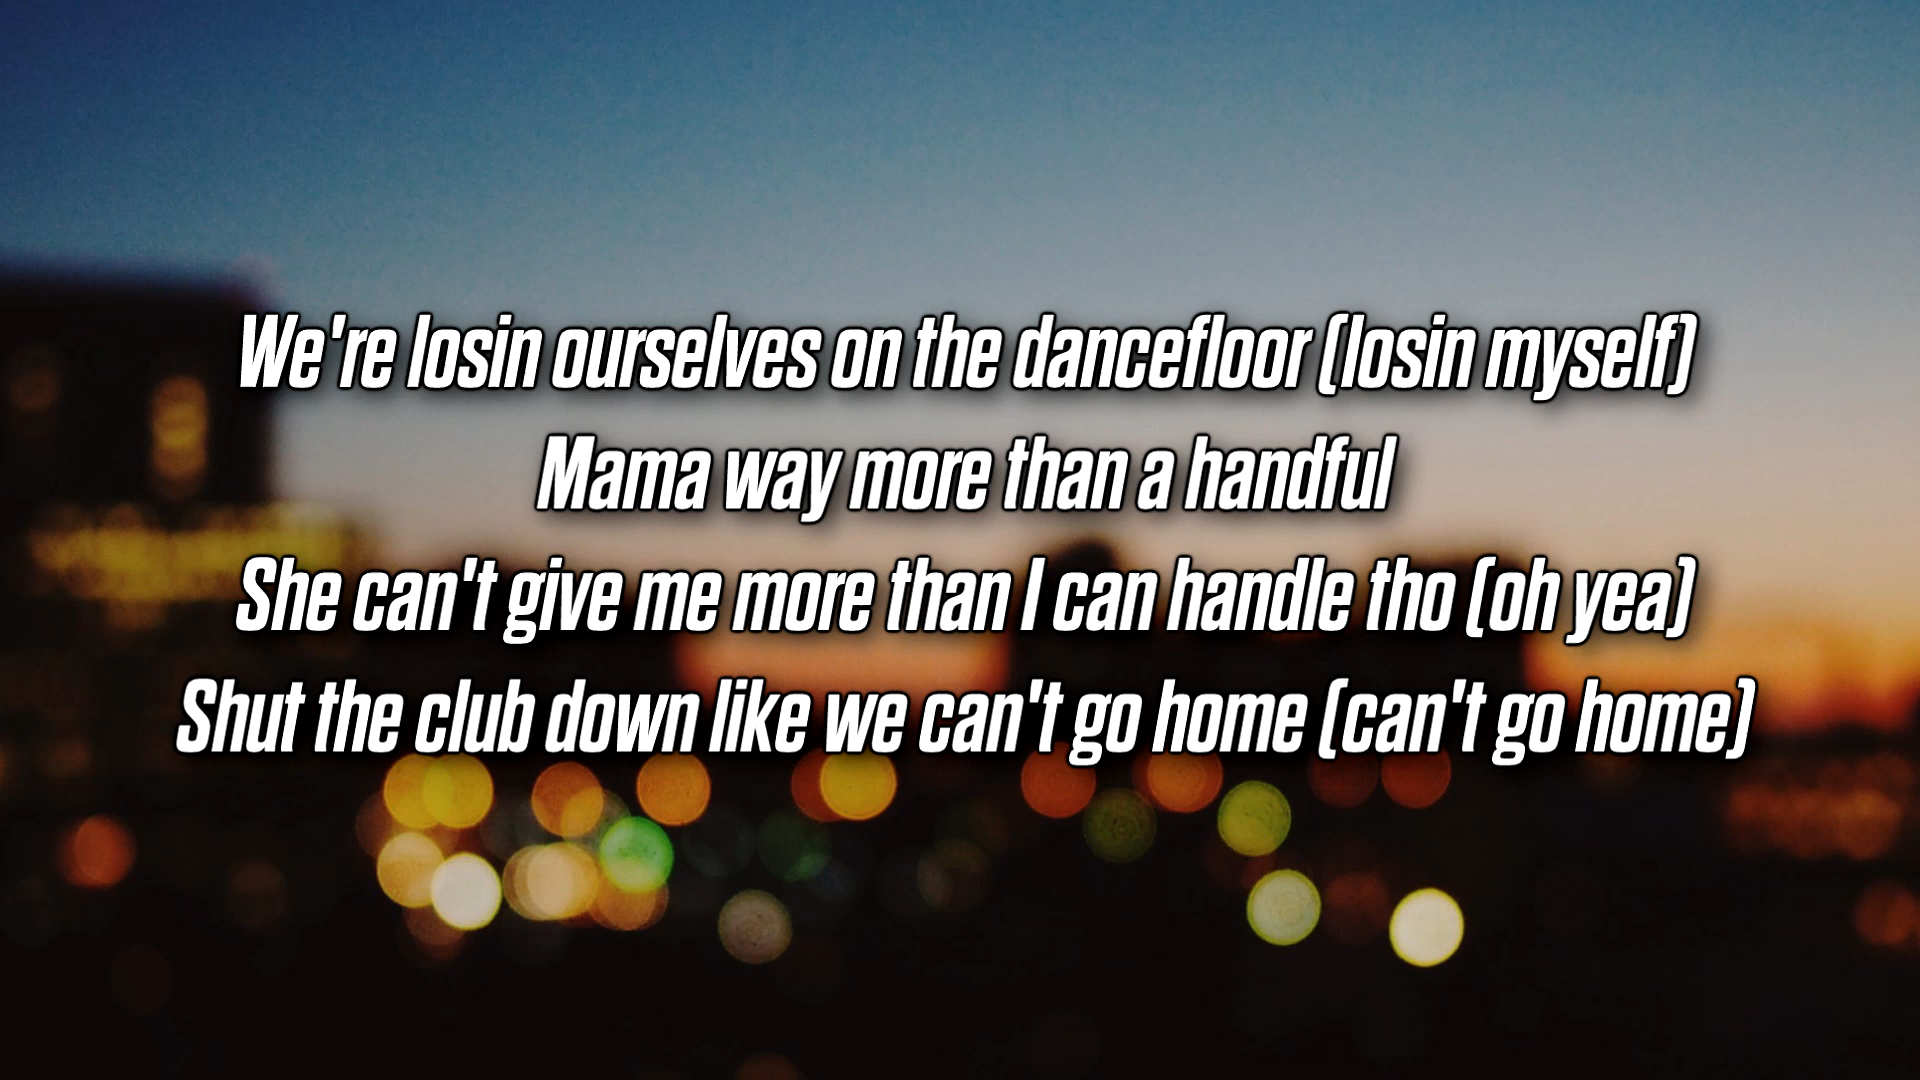 We're losin ourselves on the dancefloor (losin myself)
Mama way more than a handful
She can't give me more than I can handle tho (oh yea)
Shut the club down like we can't go home (can't go home)